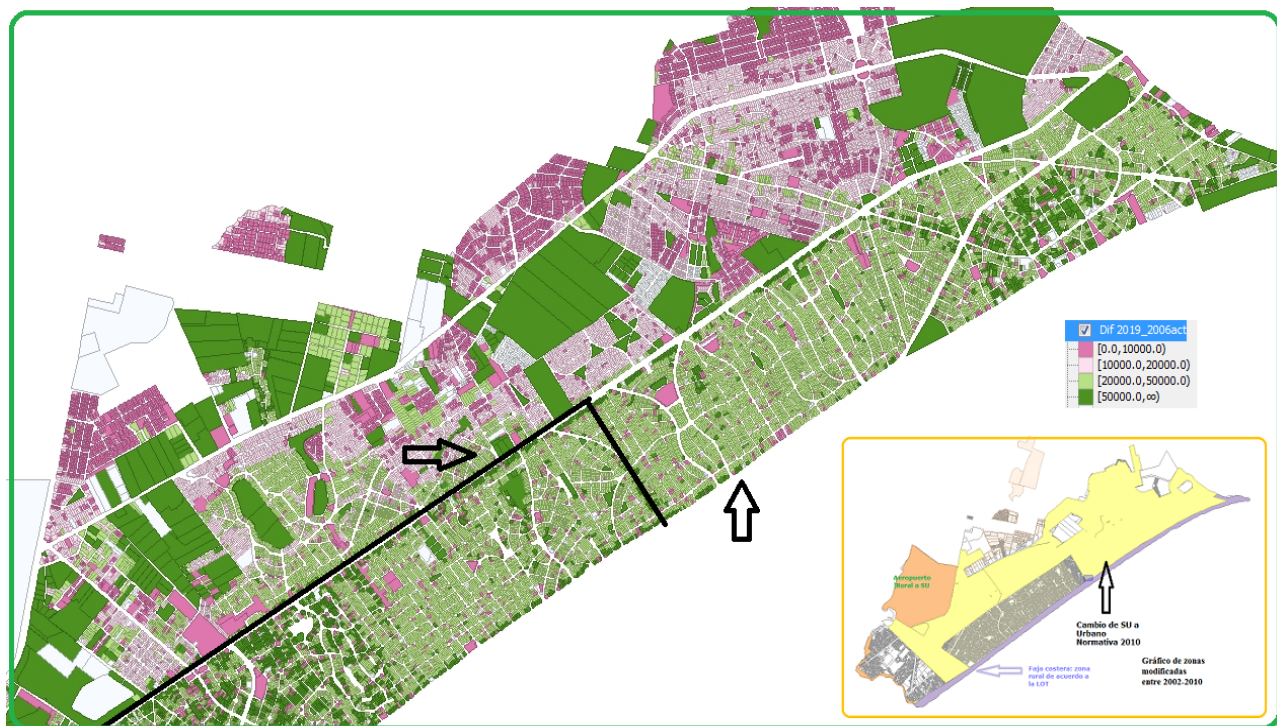 Dif 2019_2006act
[0.0,10000.0)
[10000.0,20000.0)
[20000.0,50000.0)
[50000.0,∞)
Aeropuerto
Rural a SU
Cambio de SU a
Urbano
Normativa 2010
Faja costera: zona
rural de acuerdo a
la LOT
Gráfico de zonas
modificadas
entre 2002-2010